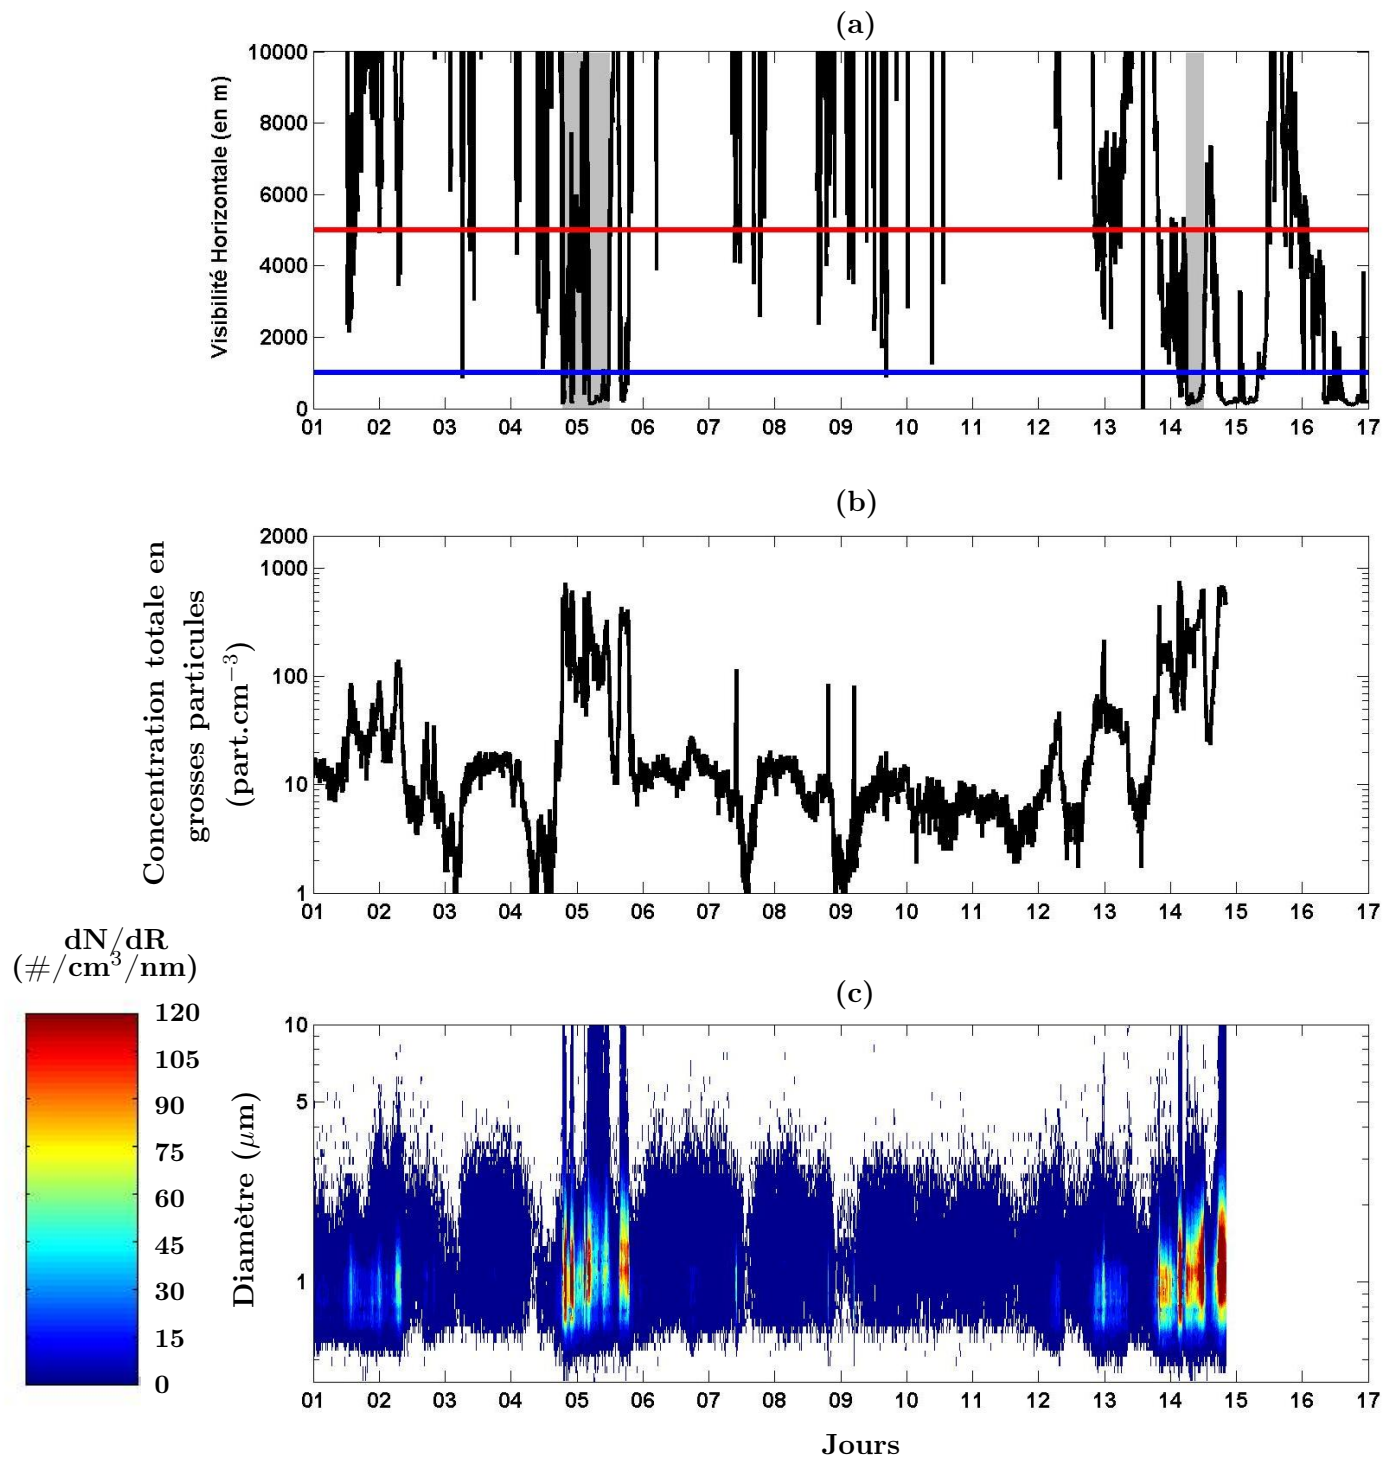 (a)
Visibilité Horizontale (en m)
10000
8000
6000
4000
2000
0
01 02 03 04 05 06 07 08 09 10 11 12 13 14 15 16 17
(b)
Concentration totale en
grosses particules
(part.cm⁻³)
2000
1000
100
10
1
01 02 03 04 05 06 07 08 09 10 11 12 13 14 15 16 17
dN/dR
(#/cm³/nm)
120
105
90
75
60
45
30
15
0
(c)
Diamètre (μm)
10
5
1
01 02 03 04 05 06 07 08 09 10 11 12 13 14 15 16 17
Jours